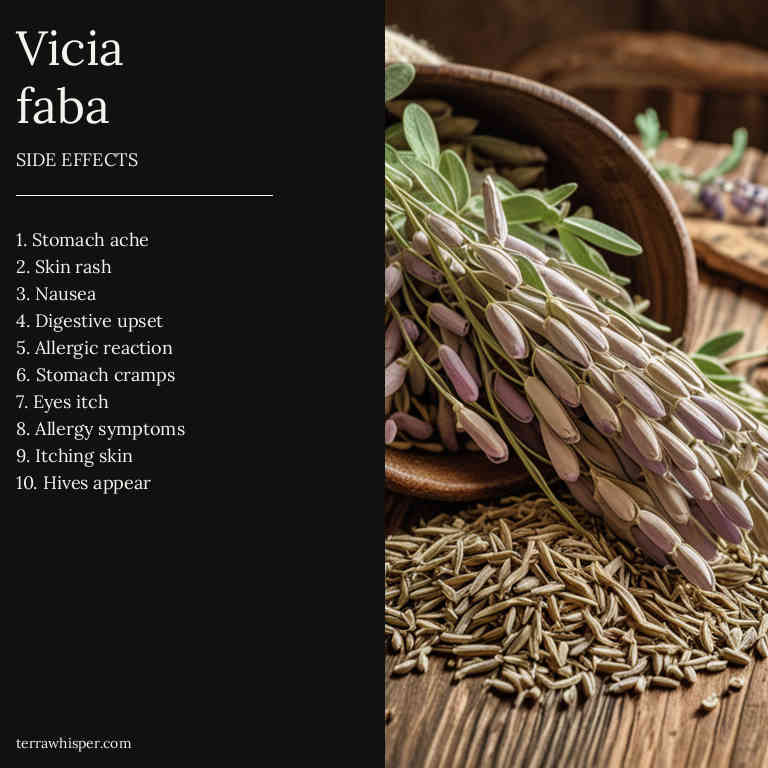 Vicia
faba
SIDE EFFECTS
1. Stomach ache
2. Skin rash
3. Nausea
4. Digestive upset
5. Allergic reaction
6. Stomach cramps
7. Eyes itch
8. Allergy symptoms
9. Itching skin
10. Hives appear
terrawhisper.com